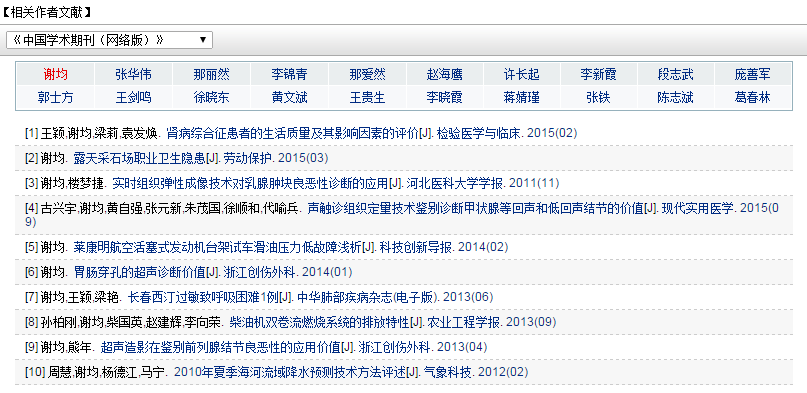 【相关作者文献】
《中国学术期刊（网络版）》
谢均 张华伟 那丽然 李锦青 那爱然 赵海鹰 许长起 李新霞 段志武 庞善军
郭士方 王剑鸣 徐晓东 黄文斌 王贵生 李晓霞 蒋婧瑾 张铁 陈志斌 葛春林
[1] 王颖,谢均,梁莉,袁发焕. 肾病综合征患者的生活质量及其影响因素的评价[J]. 检验医学与临床. 2015(02)
[2] 谢均. 露天采石场职业卫生隐患[J]. 劳动保护. 2015(03)
[3] 谢均,楼梦捷. 实时组织弹性成像技术对乳腺肿块良恶性诊断的应用[J]. 河北医科大学学报. 2011(11)
[4] 古兴宇,谢均,黄自强,张元新,朱茂国,徐顺和,代喻兵. 声触诊组织定量技术鉴别诊断甲状腺等回声和低回声结节的价值[J]. 现代实用医学. 2015(0
9)
[5] 谢均. 莱康明航空活塞式发动机台架试车滑油压力低故障浅析[J]. 科技创新导报. 2014(02)
[6] 谢均. 胃肠穿孔的超声诊断价值[J]. 浙江创伤外科. 2014(01)
[7] 谢均,王颖,梁艳. 长春西汀过敏致呼吸困难1例[J]. 中华肺部疾病杂志(电子版). 2013(06)
[8] 孙柏刚,谢均,柴国英,赵建辉,李向荣. 柴油机双卷流燃烧系统的排放特性[J]. 农业工程学报. 2013(09)
[9] 谢均,熊年. 超声造影在鉴别前列腺结节良恶性的应用价值[J]. 浙江创伤外科. 2013(04)
[10] 周慧,谢均,杨德江,马宁. 2010年夏季海河流域降水预测技术方法评述[J]. 气象科技. 2012(02)